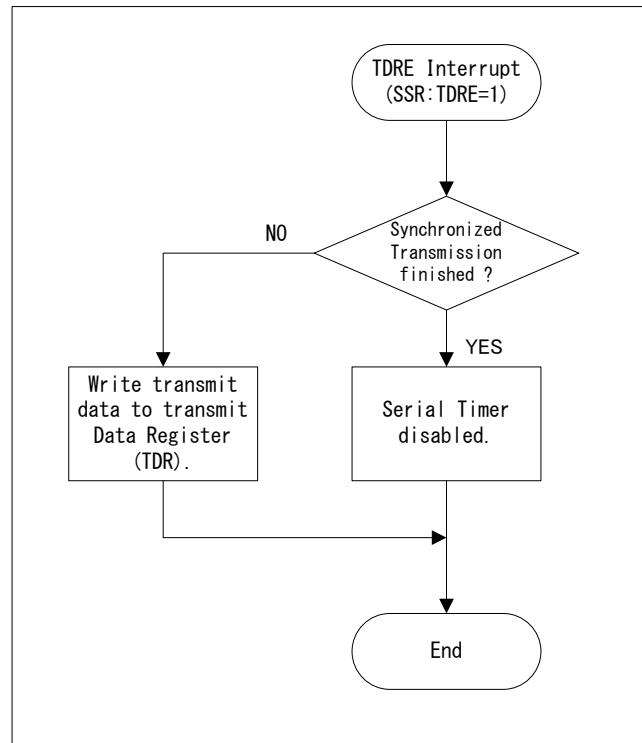 TDRE Interrupt
(SSR:TDRE=1)
Synchronized
Transmission
finished ?
NO
YES
Write transmit
data to transmit
Data Register
(TDR).
Serial Timer
disabled.
End